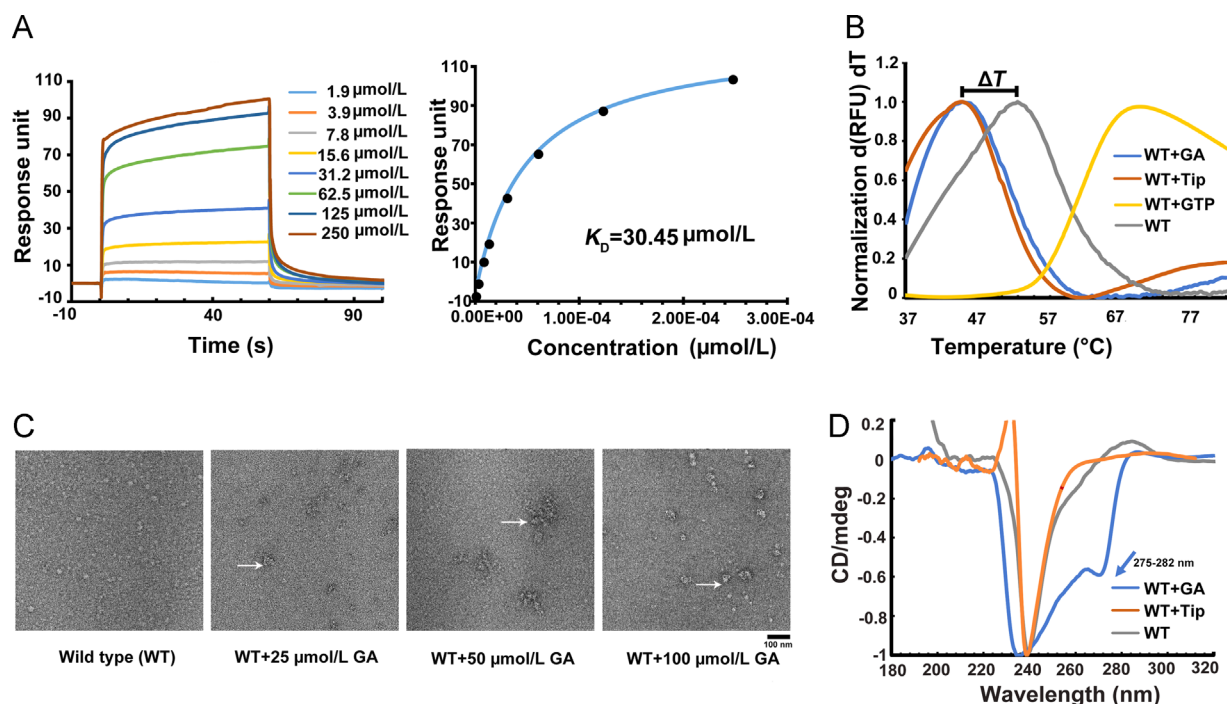 A
Response unit
110
90
70
50
30
10
-10
-10
40
90
Time (s)
1.9 µmol/L
3.9 µmol/L
7.8 µmol/L
15.6 µmol/L
31.2 µmol/L
62.5 µmol/L
125 µmol/L
250 µmol/L
Response unit
110
90
70
50
30
10
-10
0.00E+00
1.00E-04
2.00E-04
3.00E-04
Concentration (µmol/L)
KD=30.45 µmol/L
B
Normalization d(RFU) dT
1.2
1.0
0.8
0.6
0.4
0.2
0
37
47
57
67
77
Temperature (°C)
ΔT
WT+GA
WT+Tip
WT+GTP
WT
C
Wild type (WT)
WT+25 µmol/L GA
WT+50 µmol/L GA
WT+100 µmol/L GA
100 nm
D
CD/mdeg
0.2
0
-0.2
-0.4
-0.6
-0.8
-1
180
200
220
240
260
280
300
320
Wavelength (nm)
275-282 nm
WT+GA
WT+Tip
WT